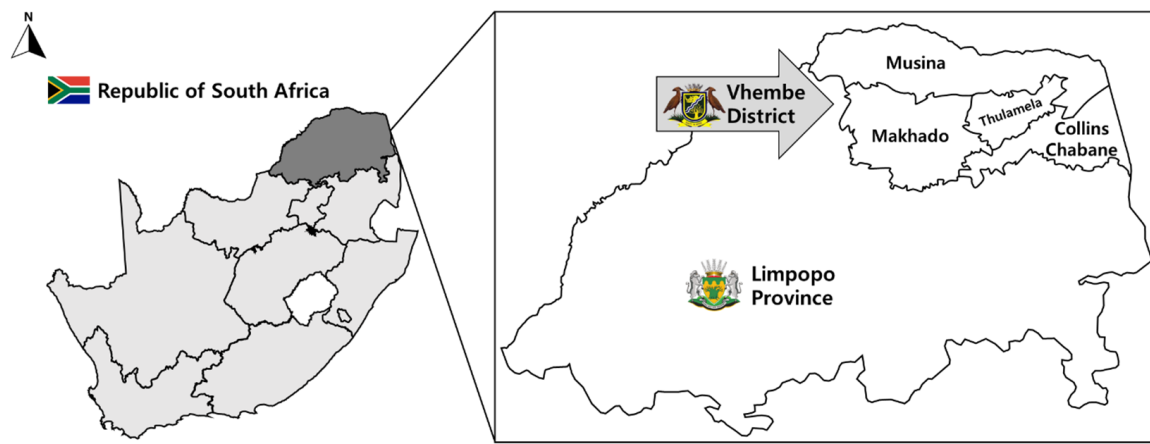 N
Republic of South Africa
Musina
Vhembe
District
Thulamela
Makhado
Collins
Chabane
Limpopo
Province